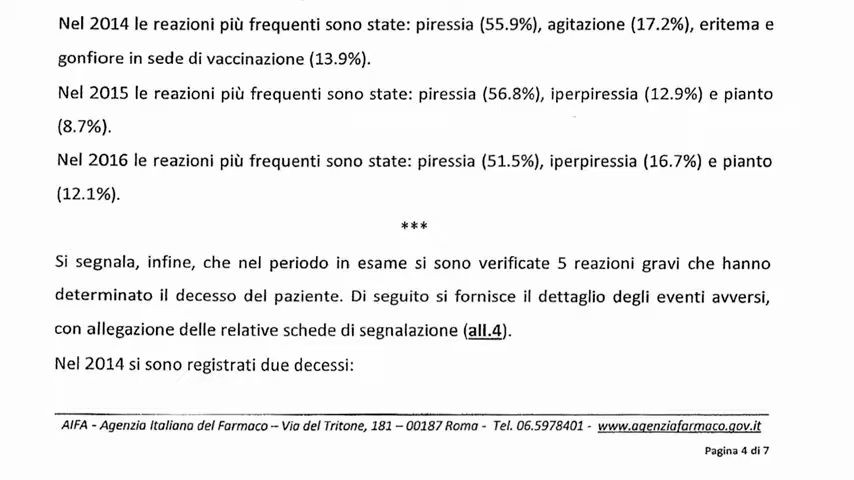 Nel 2014 le reazioni più frequenti sono state: piressia (55.9%), agitazione (17.2%), eritema e
gonfiore in sede di vaccinazione (13.9%).
Nel 2015 le reazioni più frequenti sono state: piressia (56.8%), iperpiressia (12.9%) e pianto
(8.7%).
Nel 2016 le reazioni più frequenti sono state: piressia (51.5%), iperpiressia (16.7%) e pianto
(12.1%).
***
Si segnala, infine, che nel periodo in esame si sono verificate 5 reazioni gravi che hanno
determinato il decesso del paziente. Di seguito si fornisce il dettaglio degli eventi avversi,
con allegazione delle relative schede di segnalazione (all.4).
Nel 2014 si sono registrati due decessi:
AIFA - Agenzia Italiana del Farmaco – Via del Tritone, 181 – 00187 Roma - Tel. 06.5978401 - www.agenziafarmaco.gov.it
Pagina 4 di 7